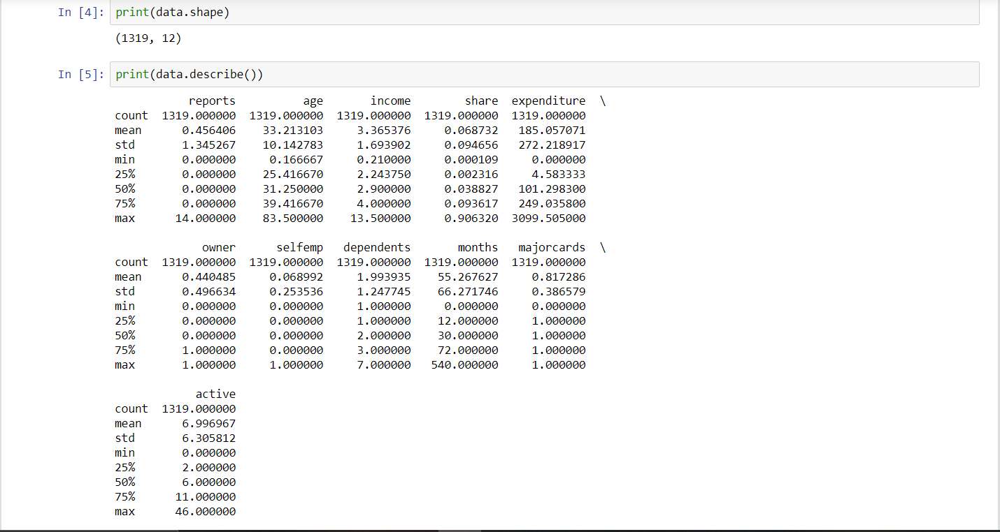 In [4]: print(data.shape)
(1319, 12)
In [5]: print(data.describe())
reports age income share expenditure \
count 1319.000000 1319.000000 1319.000000 1319.000000 1319.000000
mean 0.456406 33.213103 3.365376 0.068732 185.057071
std 1.345267 10.142783 1.693902 0.094656 272.218917
min 0.000000 0.166667 0.210000 0.000109 0.000000
25% 0.000000 25.416670 2.243750 0.002316 4.583333
50% 0.000000 31.250000 2.900000 0.038827 101.298300
75% 0.000000 39.416670 4.000000 0.093617 249.035800
max 14.000000 83.500000 13.500000 0.906320 3099.505000
owner selfemp dependents months majorcards \
count 1319.000000 1319.000000 1319.000000 1319.000000 1319.000000
mean 0.440485 0.068992 1.993935 55.267627 0.817286
std 0.496634 0.253536 1.247745 66.271746 0.386579
min 0.000000 0.000000 1.000000 0.000000 0.000000
25% 0.000000 0.000000 1.000000 12.000000 1.000000
50% 0.000000 0.000000 2.000000 30.000000 1.000000
75% 1.000000 0.000000 3.000000 72.000000 1.000000
max 1.000000 1.000000 7.000000 540.000000 1.000000
active
count 1319.000000
mean 6.996967
std 6.305812
min 0.000000
25% 2.000000
50% 6.000000
75% 11.000000
max 46.000000